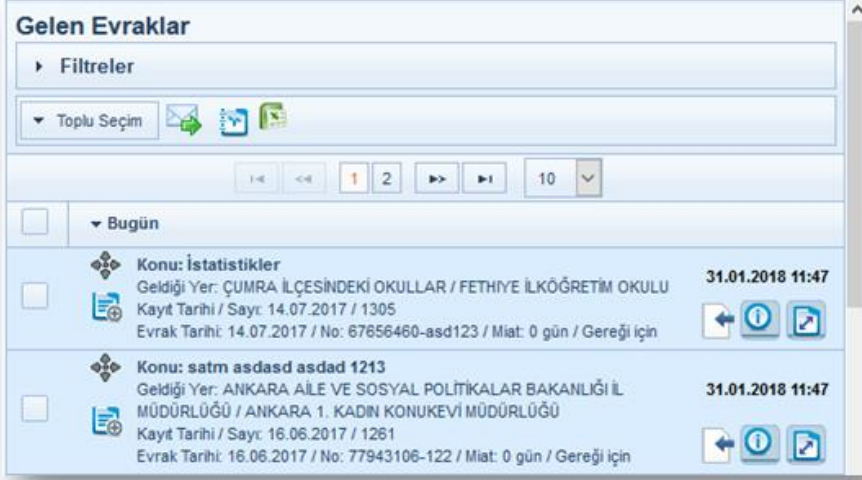 Gelen Evraklar
Filtreler
Toplu Seçim
1 2 10
Bugün
Konu: İstatistikler
Geldiği Yer: ÇUMRA İLÇESİNDEKİ OKULLAR / FETHIYE İLKÖĞRETİM OKULU
Kayıt Tarihi / Sayı: 14.07.2017 / 1305
Evrak Tarihi: 14.07.2017 / No: 67656460-asd123 / Miat: 0 gün / Gereği için
31.01.2018 11:47
Konu: satm asdasd asdad 1213
Geldiği Yer: ANKARA AİLE VE SOSYAL POLİTİKALAR BAKANLIĞI İL
MÜDÜRLÜĞÜ / ANKARA 1. KADIN KONUKEVİ MÜDÜRLÜĞÜ
Kayıt Tarihi / Sayı: 16.06.2017 / 1261
Evrak Tarihi: 16.06.2017 / No: 77943106-122 / Miat: 0 gün / Gereği için
31.01.2018 11:47